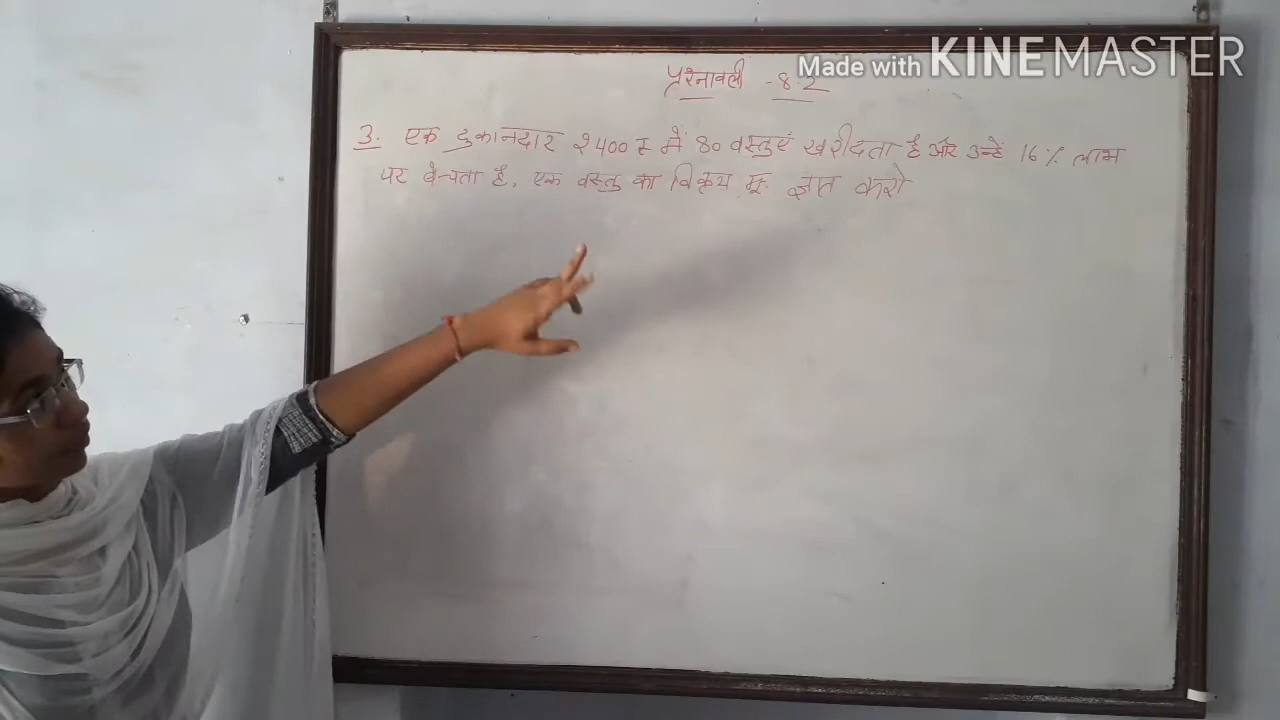 Made with KINEMASTER
प्रश्नावली - 8.2
3. एक दुकानदार 2400 रु में 80 वस्तुएं खरीदता है और उन्हें 16% लाभ
पर बेचता है, एक वस्तु का विक्रय मू. ज्ञात करो